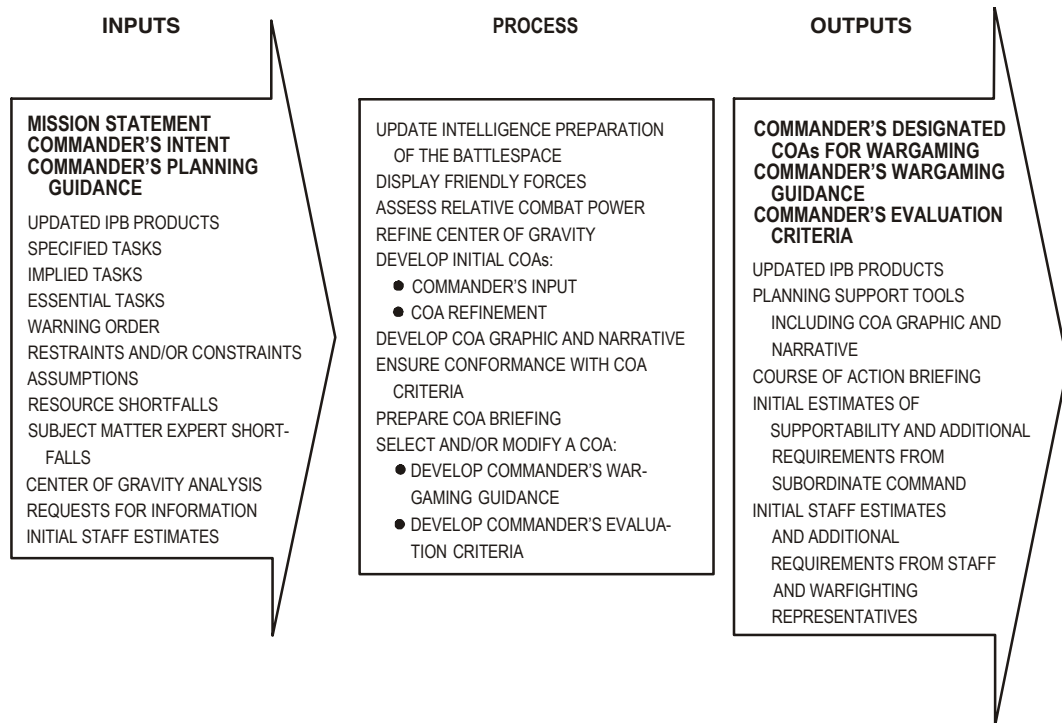 INPUTS
MISSION STATEMENT
COMMANDER'S INTENT
COMMANDER'S PLANNING
GUIDANCE
UPDATED IPB PRODUCTS
SPECIFIED TASKS
IMPLIED TASKS
ESSENTIAL TASKS
WARNING ORDER
RESTRAINTS AND/OR CONSTRAINTS
ASSUMPTIONS
RESOURCE SHORTFALLS
SUBJECT MATTER EXPERT SHORT-
FALLS
CENTER OF GRAVITY ANALYSIS
REQUESTS FOR INFORMATION
INITIAL STAFF ESTIMATES
PROCESS
UPDATE INTELLIGENCE PREPARATION
OF THE BATTLESPACE
DISPLAY FRIENDLY FORCES
ASSESS RELATIVE COMBAT POWER
REFINE CENTER OF GRAVITY
DEVELOP INITIAL COAs:
● COMMANDER'S INPUT
● COA REFINEMENT
DEVELOP COA GRAPHIC AND NARRATIVE
ENSURE CONFORMANCE WITH COA
CRITERIA
PREPARE COA BRIEFING
SELECT AND/OR MODIFY A COA:
● DEVELOP COMMANDER'S WAR-
GAMING GUIDANCE
● DEVELOP COMMANDER'S EVALUA-
TION CRITERIA
OUTPUTS
COMMANDER'S DESIGNATED
COAs FOR WARGAMING
COMMANDER'S WARGAMING
GUIDANCE
COMMANDER'S EVALUATION
CRITERIA
UPDATED IPB PRODUCTS
PLANNING SUPPORT TOOLS
INCLUDING COA GRAPHIC AND
NARRATIVE
COURSE OF ACTION BRIEFING
INITIAL ESTIMATES OF
SUPPORTABILITY AND ADDITIONAL
REQUIREMENTS FROM
SUBORDINATE COMMAND
INITIAL STAFF ESTIMATES
AND ADDITIONAL
REQUIREMENTS FROM STAFF
AND WARFIGHTING
REPRESENTATIVES